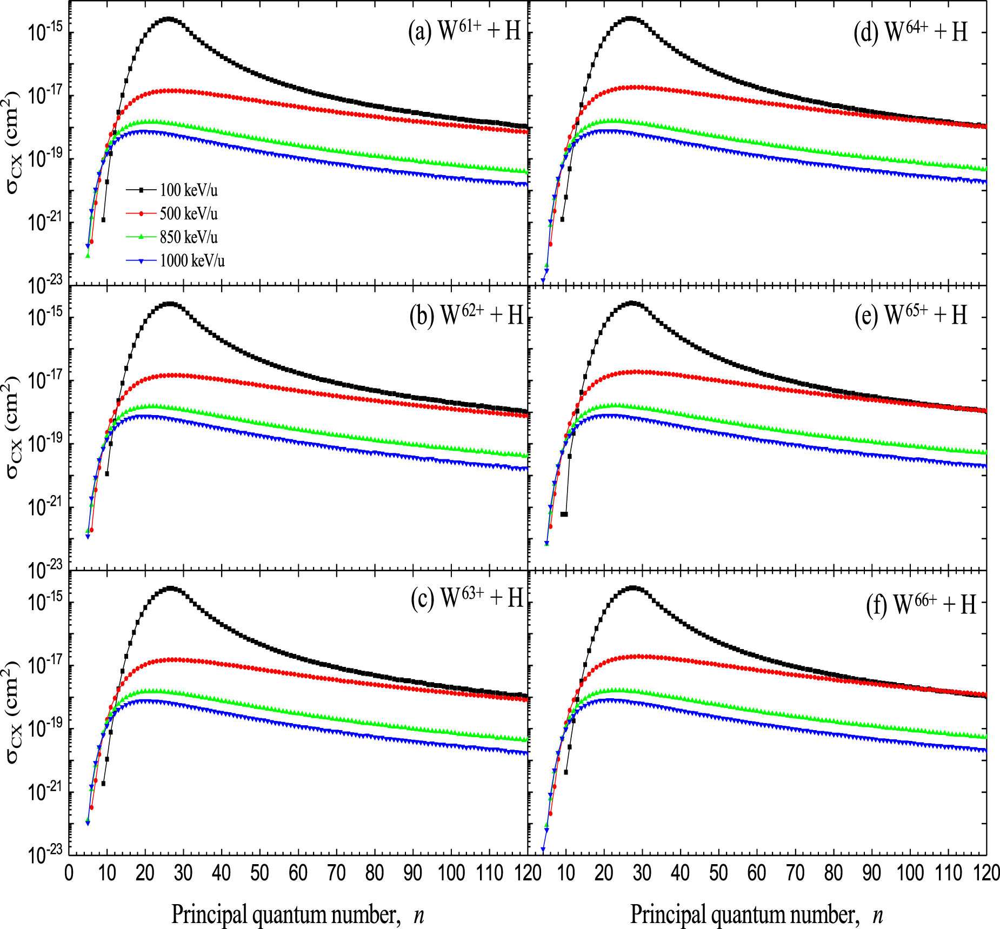 (a) W⁶¹⁺ + H
(d) W⁶⁴⁺ + H
10⁻¹⁵
10⁻¹⁷
10⁻¹⁹
10⁻²¹
10⁻²³
σCX (cm²)
100 keV/u
500 keV/u
850 keV/u
1000 keV/u
(b) W⁶²⁺ + H
(e) W⁶⁵⁺ + H
10⁻¹⁵
10⁻¹⁷
10⁻¹⁹
10⁻²¹
10⁻²³
σCX (cm²)
(c) W⁶³⁺ + H
(f) W⁶⁶⁺ + H
10⁻¹⁵
10⁻¹⁷
10⁻¹⁹
10⁻²¹
10⁻²³
σCX (cm²)
0 10 20 30 40 50 60 70 80 90 100 110 120 10 20 30 40 50 60 70 80 90 100 110 120
Principal quantum number, n
Principal quantum number, n